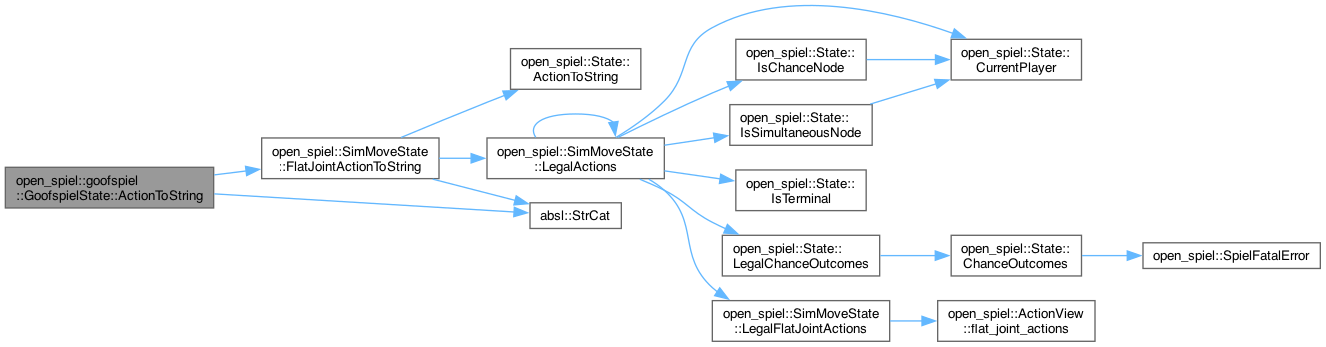 open_spiel::goofspiel
::GoofspielState::ActionToString
open_spiel::SimMoveState
::FlatJointActionToString
open_spiel::State::
ActionToString
open_spiel::SimMoveState
::LegalActions
absl::StrCat
open_spiel::State::
IsChanceNode
open_spiel::State::
CurrentPlayer
open_spiel::State::
IsSimultaneousNode
open_spiel::State::
IsTerminal
open_spiel::State::
LegalChanceOutcomes
open_spiel::State::
ChanceOutcomes
open_spiel::SpielFatalError
open_spiel::SimMoveState
::LegalFlatJointActions
open_spiel::ActionView
::flat_joint_actions